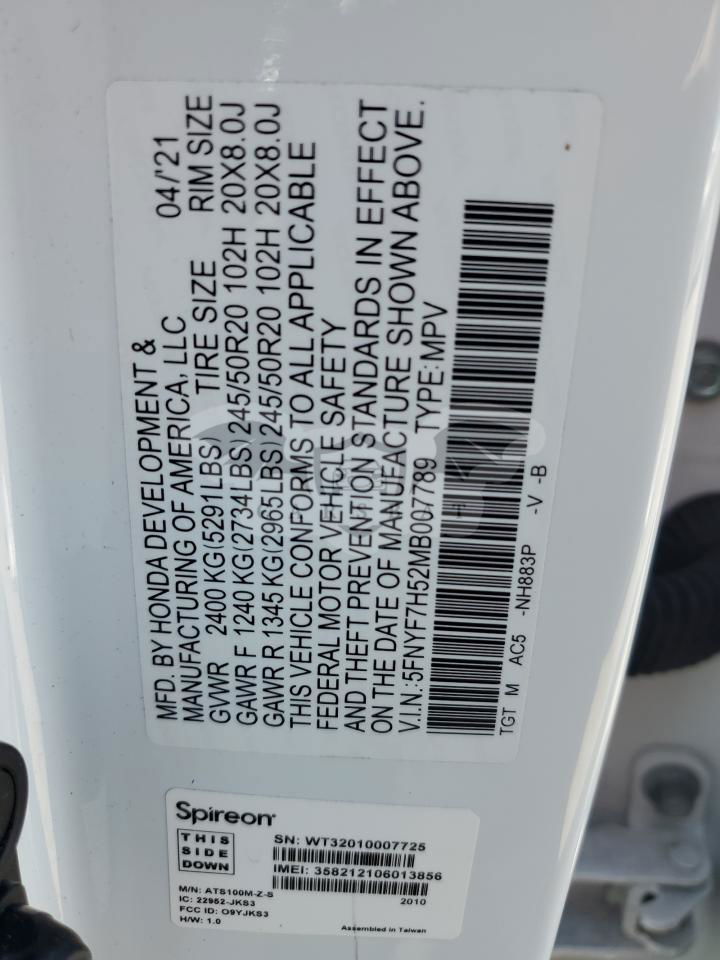 MFD. BY HONDA DEVELOPMENT &
MANUFACTURING OF AMERICA, LLC 04/'21
GVWR 2400 KG(5291LBS) TIRE SIZE RIM SIZE
GAWR F 1240 KG(2734LBS) 245/50R20 102H 20X8.0J
GAWR R 1345 KG(2965LBS) 245/50R20 102H 20X8.0J
THIS VEHICLE CONFORMS TO ALL APPLICABLE
FEDERAL MOTOR VEHICLE SAFETY
AND THEFT PREVENTION STANDARDS IN EFFECT
ON THE DATE OF MANUFACTURE SHOWN ABOVE.
V.I.N.:5FNYF7H52MB007789 TYPE:MPV
TGT M AC5 -NH883P -V -B
Spireon
THIS
SIDE
DOWN
SN: WT32010007725
IMEI: 358212106013856
M/N: ATS100M-Z-S
2010
IC: 22952-JKS3
FCC ID: O9YJKS3
H/W: 1.0
Assembled in Taiwan